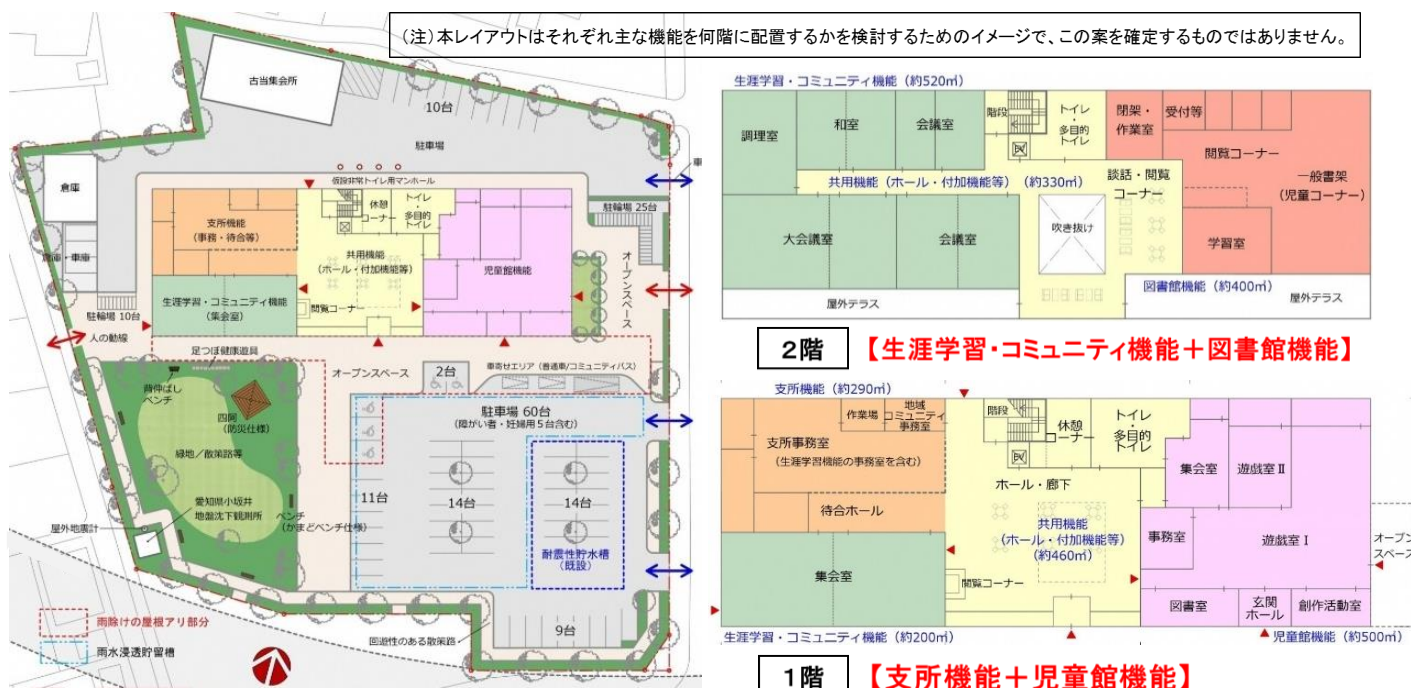 （注）本レイアウトはそれぞれ主な機能を何階に配置するかを検討するためのイメージで、この案を確定するものではありません。
古当集会所
10台
駐車場
車
倉庫
仮設非常トイレ用マンホール
駐輪場 25台
支所機能
（事務・待合等）
休憩
コーナー
トイレ
・
多目的
トイレ
倉庫・車庫
共用機能
（ホール・付加機能等）
児童館機能
オープンスペース
生涯学習・コミュニティ機能
（集会室）
閲覧コーナー
駐輪場 10台
人の動線
足つぼ健康遊具
オープンスペース
2台
車寄せエリア（普通車/コミュニティバス）
背伸ばし
ベンチ
四阿
（防災仕様）
駐車場 60台
（障がい者・妊婦用５台含む）
緑地／散策路等
11台
14台
14台
愛知県小坂井
地盤沈下観測所
屋外地震計
ベンチ
（かまどベンチ仕様）
耐震性貯水槽
（既設）
雨除けの屋根アリ部分
雨水浸透貯留槽
回遊性のある散策路
9台
生涯学習・コミュニティ機能（約520㎡）
調理室
和室
会議室
階段
EV
トイレ
・
多目的
トイレ
閉架・
作業室
受付等
閲覧コーナー
一般書架
（児童コーナー）
共用機能（ホール・付加機能等）（約330㎡）
談話・閲覧
コーナー
大会議室
会議室
吹き抜け
学習室
図書館機能（約400㎡）
屋外テラス
屋外テラス
２階
【生涯学習・コミュニティ機能＋図書館機能】
支所機能（約290㎡）
作業場
地域
コミュニティ
事務室
階段
EV
休憩
コーナー
トイレ
・
多目的
トイレ
支所事務室
（生涯学習機能の事務室を含む）
集会室
遊戯室Ⅱ
ホール・廊下
待合ホール
共用機能
（ホール・付加機能等）
（約460㎡）
事務室
遊戯室Ⅰ
オープン
スペース
集会室
閲覧コーナー
図書室
玄関
ホール
創作活動室
生涯学習・コミュニティ機能（約200㎡）
児童館機能（約500㎡）
１階
【支所機能＋児童館機能】